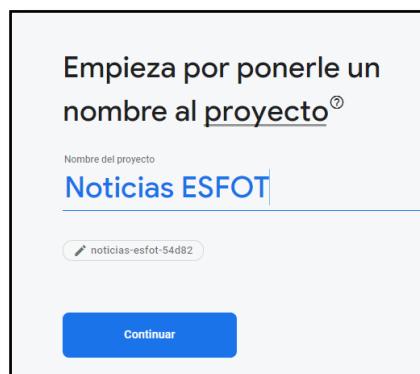 Empieza por ponerle un
nombre al proyecto?
Nombre del proyecto
Noticias ESFOT
noticias-esfot-54d82
Continuar